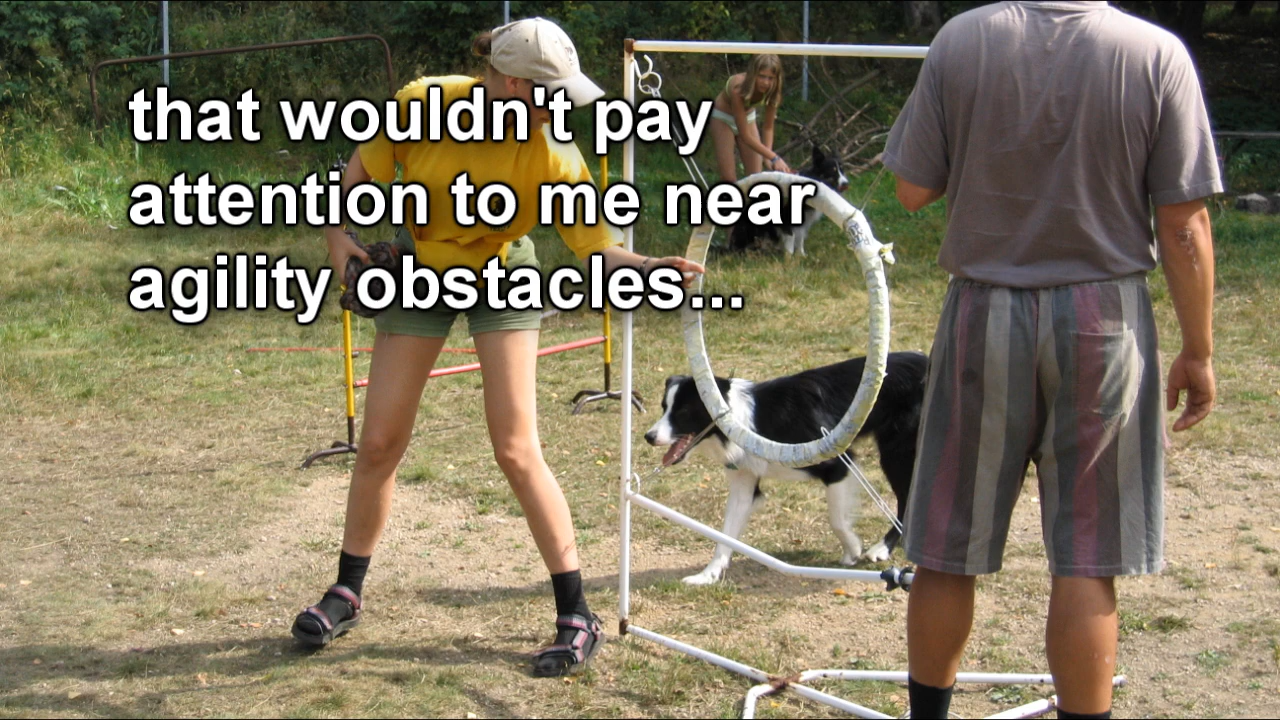 that wouldn't pay
attention to me near
agility obstacles...